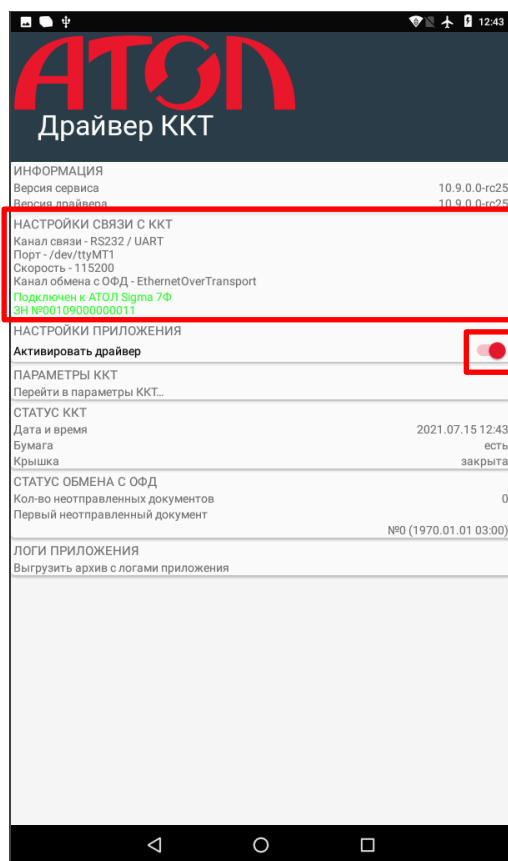 12:43
АТОЛ
Драйвер ККТ
ИНФОРМАЦИЯ
Версия сервиса 10.9.0.0-rc25
Версия драйвера 10.9.0.0-rc25
НАСТРОЙКИ СВЯЗИ С ККТ
Канал связи - RS232 / UART
Порт - /dev/ttyMT1
Скорость - 115200
Канал обмена с ОФД - EthernetOverTransport
Подключен к АТОЛ Sigma 7Ф
ЗН №00109000000011
НАСТРОЙКИ ПРИЛОЖЕНИЯ
Активировать драйвер
ПАРАМЕТРЫ ККТ
Перейти в параметры ККТ...
СТАТУС ККТ
Дата и время 2021.07.15 12:43
Бумага есть
Крышка закрыта
СТАТУС ОБМЕНА С ОФД
Кол-во неотправленных документов 0
Первый неотправленный документ
№0 (1970.01.01 03:00)
ЛОГИ ПРИЛОЖЕНИЯ
Выгрузить архив с логами приложения